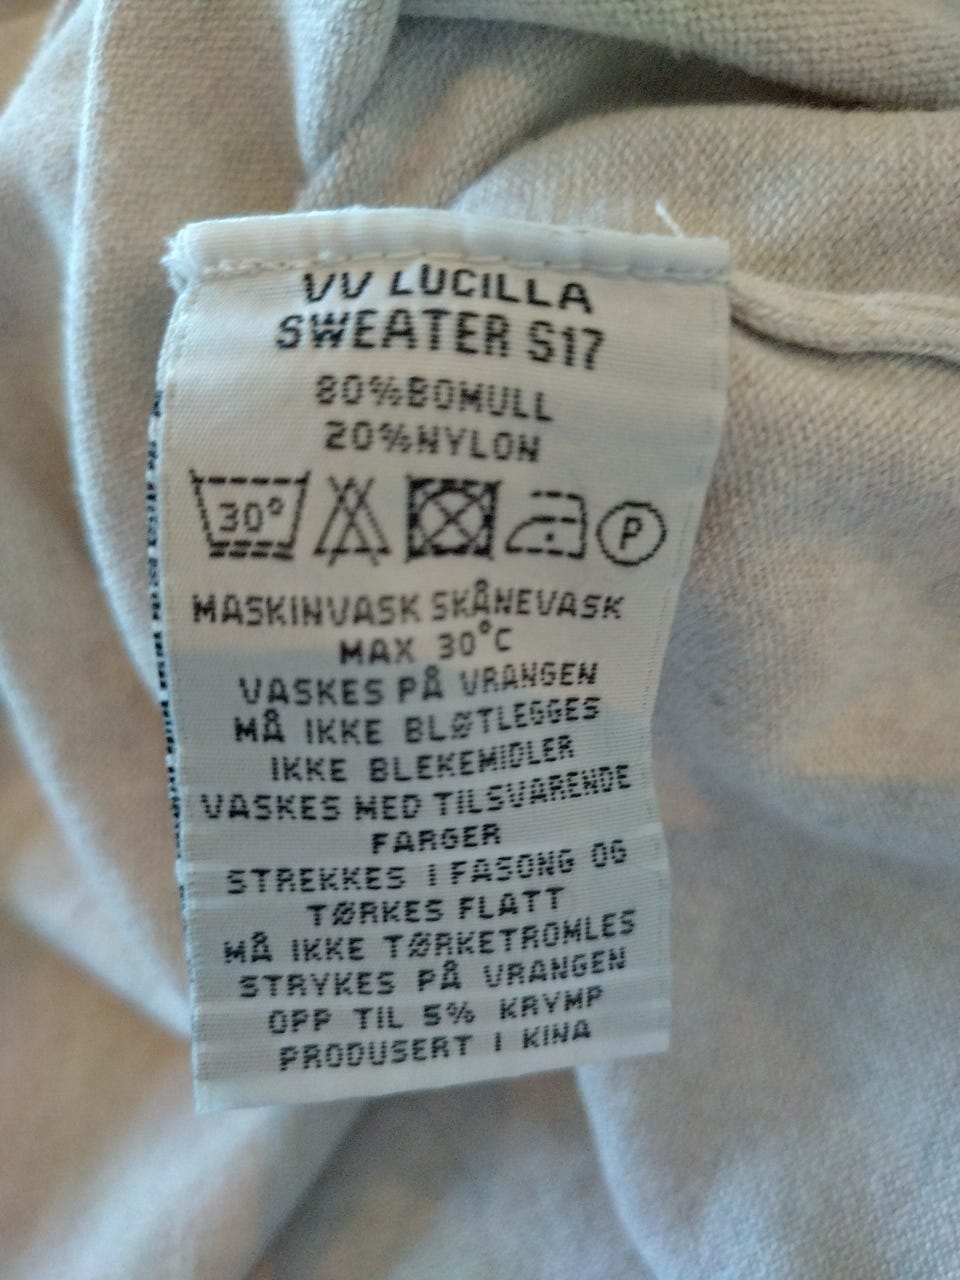 VV LUCILLA
SWEATER S17
80%BOMULL
20%NYLON
30° P
MASKINVASK SKÅNEVASK
MAX 30°C
VASKES PÅ VRANGEN
MÅ IKKE BLØTLEGGES
IKKE BLEKEMIDLER
VASKES MED TILSVARENDE
FARGER
STREKKES I FASONG OG
TØRKES FLATT
MÅ IKKE TØRKETROMLES
STRYKES PÅ VRANGEN
OPP TIL 5% KRYMP
PRODUSERT I KINA